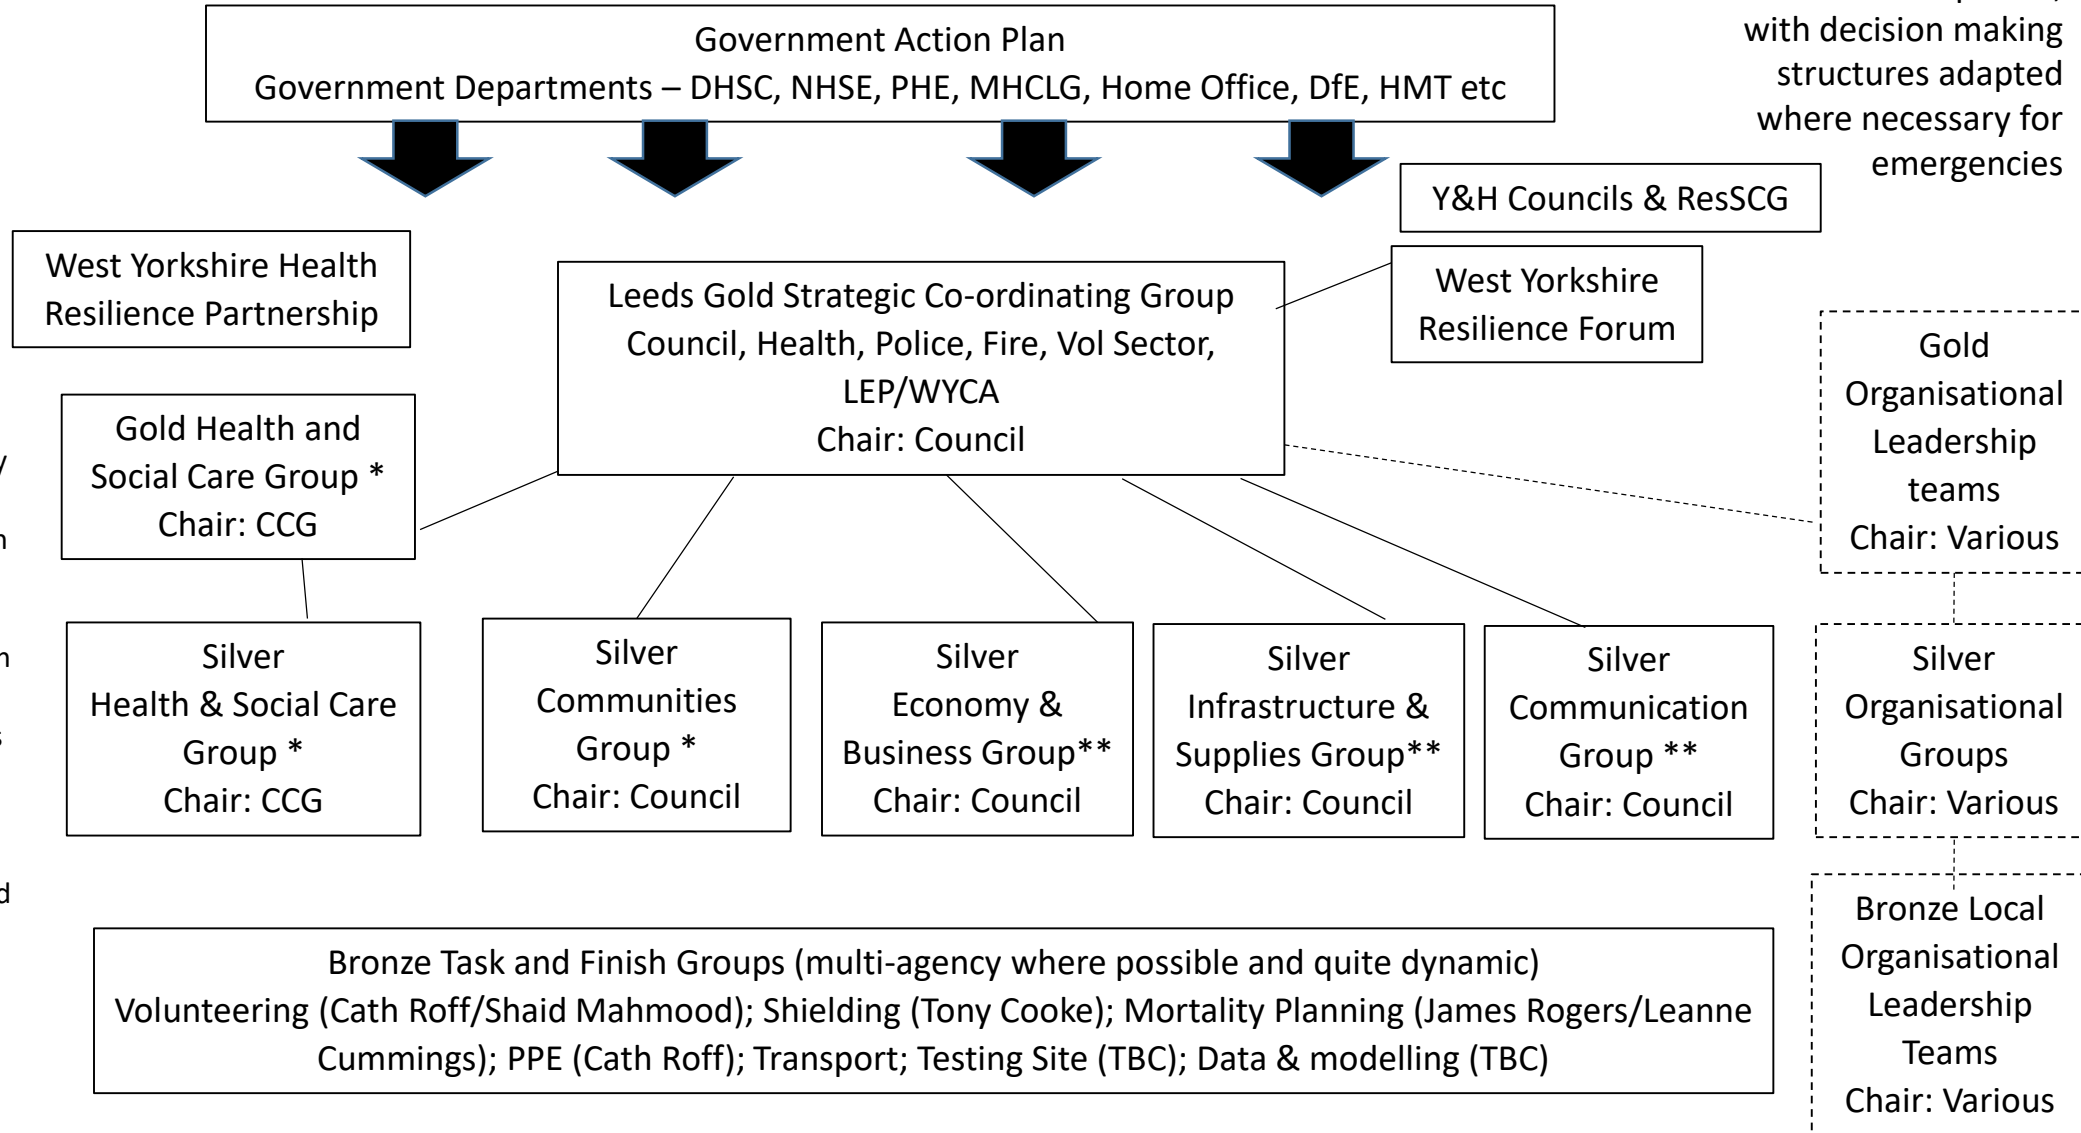 Government Action Plan
Government Departments – DHSC, NHSE, PHE, MHCLG, Home Office, DfE, HMT etc
with decision making
structures adapted
where necessary for
emergencies
Y&H Councils & ResSCG
West Yorkshire Health
Resilience Partnership
Leeds Gold Strategic Co-ordinating Group
Council, Health, Police, Fire, Vol Sector,
LEP/WYCA
Chair: Council
West Yorkshire
Resilience Forum
Gold Health and
Social Care Group *
Chair: CCG
Gold
Organisational
Leadership
teams
Chair: Various
Silver
Health & Social Care
Group *
Chair: CCG
Silver
Communities
Group *
Chair: Council
Silver
Economy &
Business Group**
Chair: Council
Silver
Infrastructure &
Supplies Group**
Chair: Council
Silver
Communication
Group **
Chair: Council
Silver
Organisational
Groups
Chair: Various
Bronze Task and Finish Groups (multi-agency where possible and quite dynamic)
Volunteering (Cath Roff/Shaid Mahmood); Shielding (Tony Cooke); Mortality Planning (James Rogers/Leanne
Cummings); PPE (Cath Roff); Transport; Testing Site (TBC); Data & modelling (TBC)
Bronze Local
Organisational
Leadership
Teams
Chair: Various